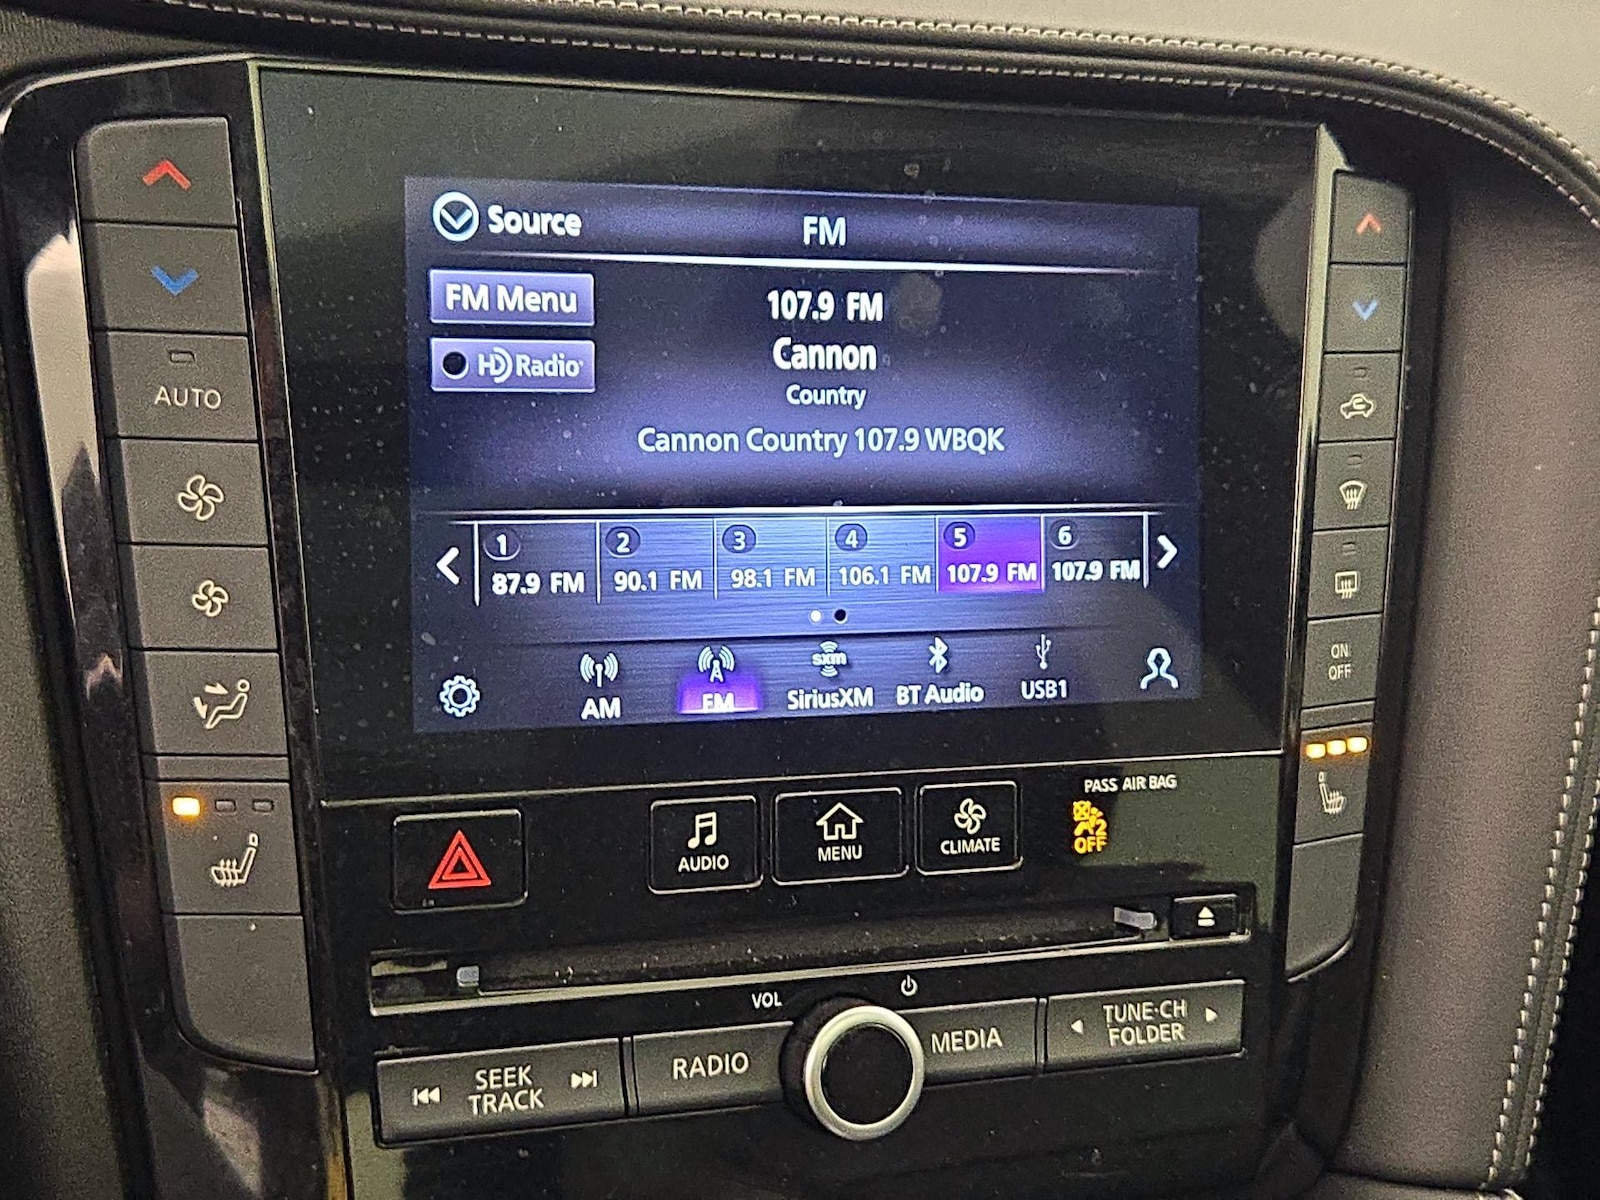 Source
FM
FM Menu
HD Radio
107.9 FM
Cannon
Country
Cannon Country 107.9 WBQK
1
87.9 FM
2
90.1 FM
3
98.1 FM
4
106.1 FM
5
107.9 FM
6
107.9 FM
AM
FM
sxm
SiriusXM
BT Audio
USB1
AUTO
ON
OFF
AUDIO
MENU
CLIMATE
PASS AIR BAG
2
OFF
VOL
SEEK
TRACK
RADIO
MEDIA
TUNE·CH
FOLDER